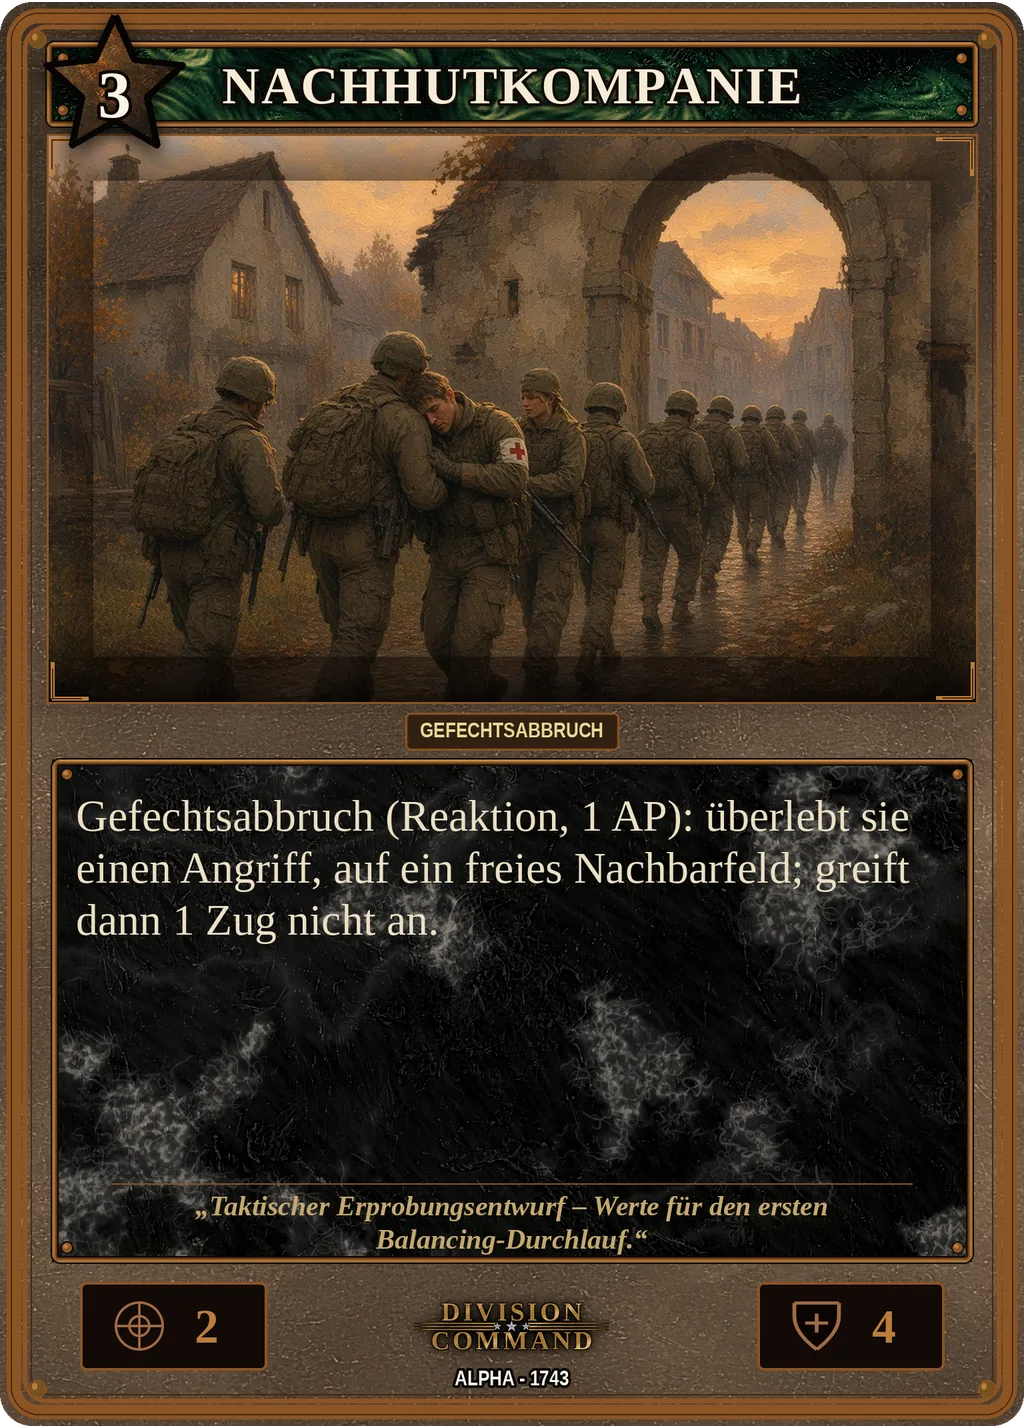 3
NACHHUTKOMPANIE
GEFECHTSABBRUCH
Gefechtsabbruch (Reaktion, 1 AP): überlebt sie
einen Angriff, auf ein freies Nachbarfeld; greift
dann 1 Zug nicht an.
„Taktischer Erprobungsentwurf – Werte für den ersten
Balancing-Durchlauf.“
2
DIVISION
COMMAND
4
ALPHA - 1743